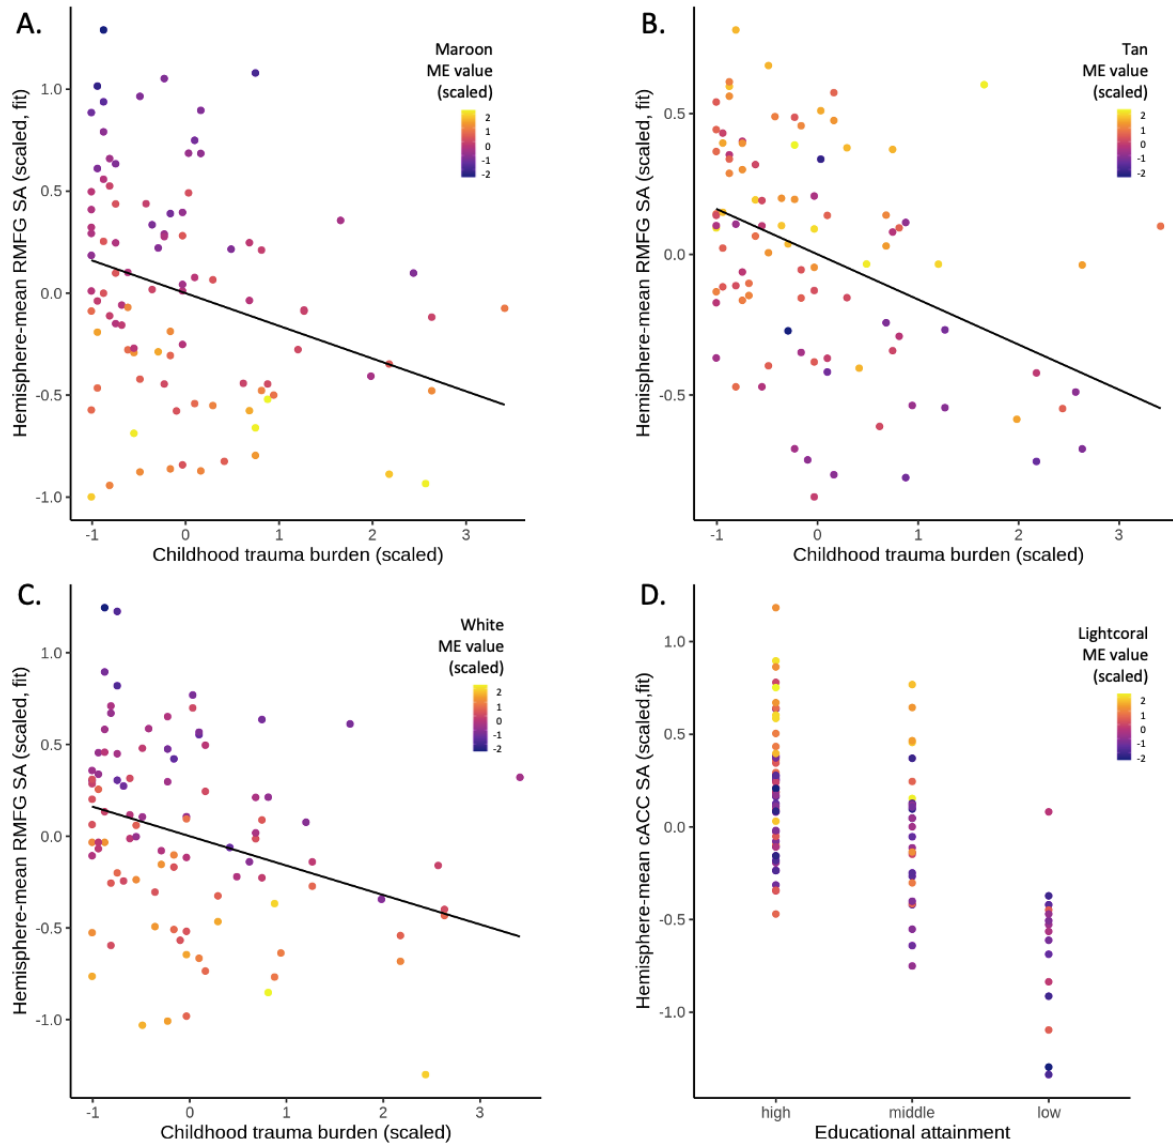 A.
Maroon
ME value
(scaled)
2
1
0
-1
-2
1.0
0.5
0.0
-0.5
-1.0
Hemisphere-mean RMFG SA (scaled, fit)
-1 0 1 2 3
Childhood trauma burden (scaled)
B.
Tan
ME value
(scaled)
2
1
0
-1
-2
0.5
0.0
-0.5
Hemisphere-mean RMFG SA (scaled, fit)
-1 0 1 2 3
Childhood trauma burden (scaled)
C.
White
ME value
(scaled)
2
1
0
-1
-2
1.0
0.5
0.0
-0.5
-1.0
Hemisphere-mean RMFG SA (scaled, fit)
-1 0 1 2 3
Childhood trauma burden (scaled)
D.
Lightcoral
ME value
(scaled)
2
1
0
-1
-2
1.0
0.5
0.0
-0.5
-1.0
Hemisphere-mean cACC SA (scaled,fit)
high middle low
Educational attainment